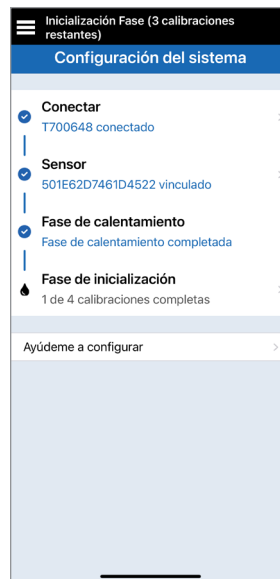 Inicialización Fase (3 calibraciones
restantes)
Configuración del sistema
Conectar
T700648 conectado
Sensor
501E62D7461D4522 vinculado
Fase de calentamiento
Fase de calentamiento completada
Fase de inicialización
1 de 4 calibraciones completas
Ayúdeme a configurar